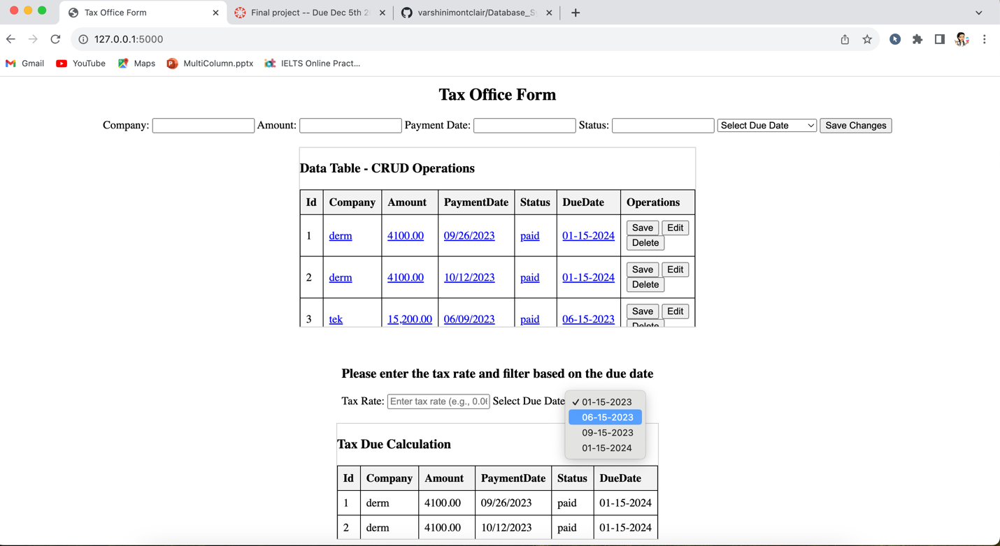 Tax Office Form
Final project -- Due Dec 5th 2
varshinimontclair/Database_S
127.0.0.1:5000
Gmail YouTube Maps MultiColumn.pptx IELTS Online Pract...
Tax Office Form
Company: Amount: Payment Date: Status: Select Due Date Save Changes
Data Table - CRUD Operations
Id Company Amount PaymentDate Status DueDate Operations
1 derm 4100.00 09/26/2023 paid 01-15-2024 Save Edit
Delete
2 derm 4100.00 10/12/2023 paid 01-15-2024 Save Edit
Delete
3 tek 15,200.00 06/09/2023 paid 06-15-2023 Save Edit
Delete
Please enter the tax rate and filter based on the due date
Tax Rate: Enter tax rate (e.g., 0.06 Select Due Date
✓ 01-15-2023
06-15-2023
09-15-2023
01-15-2024
Tax Due Calculation
Id Company Amount PaymentDate Status DueDate
1 derm 4100.00 09/26/2023 paid 01-15-2024
2 derm 4100.00 10/12/2023 paid 01-15-2024